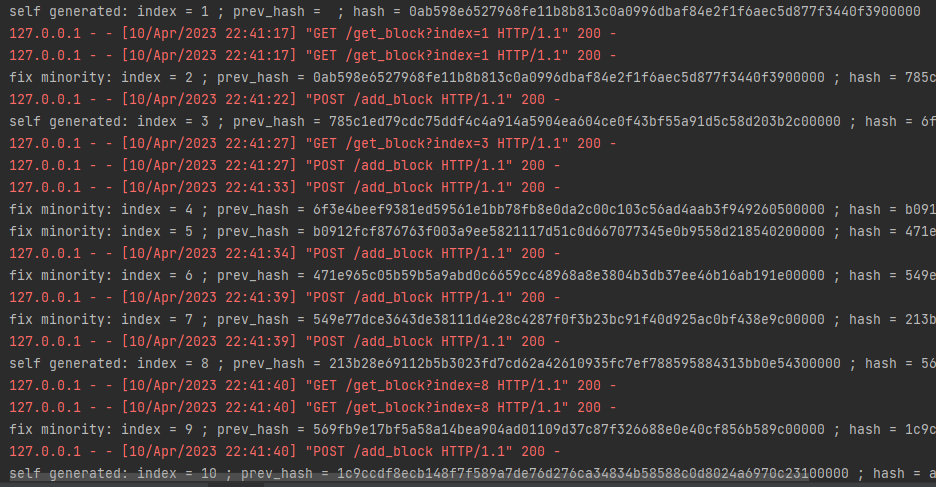 self generated: index = 1 ; prev_hash =  ; hash = 0ab598e6527968fe11b8b813c0a0996dbaf84e2f1f6aec5d877f3440f3900000
127.0.0.1 - - [10/Apr/2023 22:41:17] "GET /get_block?index=1 HTTP/1.1" 200 -
127.0.0.1 - - [10/Apr/2023 22:41:17] "GET /get_block?index=1 HTTP/1.1" 200 -
fix minority: index = 2 ; prev_hash = 0ab598e6527968fe11b8b813c0a0996dbaf84e2f1f6aec5d877f3440f3900000 ; hash = 785c
127.0.0.1 - - [10/Apr/2023 22:41:22] "POST /add_block HTTP/1.1" 200 -
self generated: index = 3 ; prev_hash = 785c1ed79cdc75ddf4c4a914a5904ea604ce0f43bf55a91d5c58d203b2c00000 ; hash = 6f
127.0.0.1 - - [10/Apr/2023 22:41:27] "GET /get_block?index=3 HTTP/1.1" 200 -
127.0.0.1 - - [10/Apr/2023 22:41:27] "POST /add_block HTTP/1.1" 200 -
127.0.0.1 - - [10/Apr/2023 22:41:33] "POST /add_block HTTP/1.1" 200 -
fix minority: index = 4 ; prev_hash = 6f3e4beef9381ed59561e1bb78fb8e0da2c00c103c56ad4aab3f949260500000 ; hash = b091
fix minority: index = 5 ; prev_hash = b0912fcf876763f003a9ee5821117d51c0d667077345e0b9558d218540200000 ; hash = 471e
127.0.0.1 - - [10/Apr/2023 22:41:34] "POST /add_block HTTP/1.1" 200 -
fix minority: index = 6 ; prev_hash = 471e965c05b59b5a9abd0c6659cc48968a8e3804b3db37ee46b16ab191e00000 ; hash = 549e
127.0.0.1 - - [10/Apr/2023 22:41:39] "POST /add_block HTTP/1.1" 200 -
fix minority: index = 7 ; prev_hash = 549e77dce3643de38111d4e28c4287f0f3b23bc91f40d925ac0bf438e9c00000 ; hash = 213b
127.0.0.1 - - [10/Apr/2023 22:41:39] "POST /add_block HTTP/1.1" 200 -
self generated: index = 8 ; prev_hash = 213b28e69112b5b3023fd7cd62a42610935fc7ef788595884313bb0e54300000 ; hash = 56
127.0.0.1 - - [10/Apr/2023 22:41:40] "GET /get_block?index=8 HTTP/1.1" 200 -
127.0.0.1 - - [10/Apr/2023 22:41:40] "GET /get_block?index=8 HTTP/1.1" 200 -
fix minority: index = 9 ; prev_hash = 569fb9e17bf5a58a14bea904ad01109d37c87f326688e0e40cf856b589c00000 ; hash = 1c9c
127.0.0.1 - - [10/Apr/2023 22:41:40] "POST /add_block HTTP/1.1" 200 -
self generated: index = 10 ; prev_hash = 1c9ccdf8ecb148f7f589a7de76d276ca34834b58588c0d8024a6970c23100000 ; hash = a